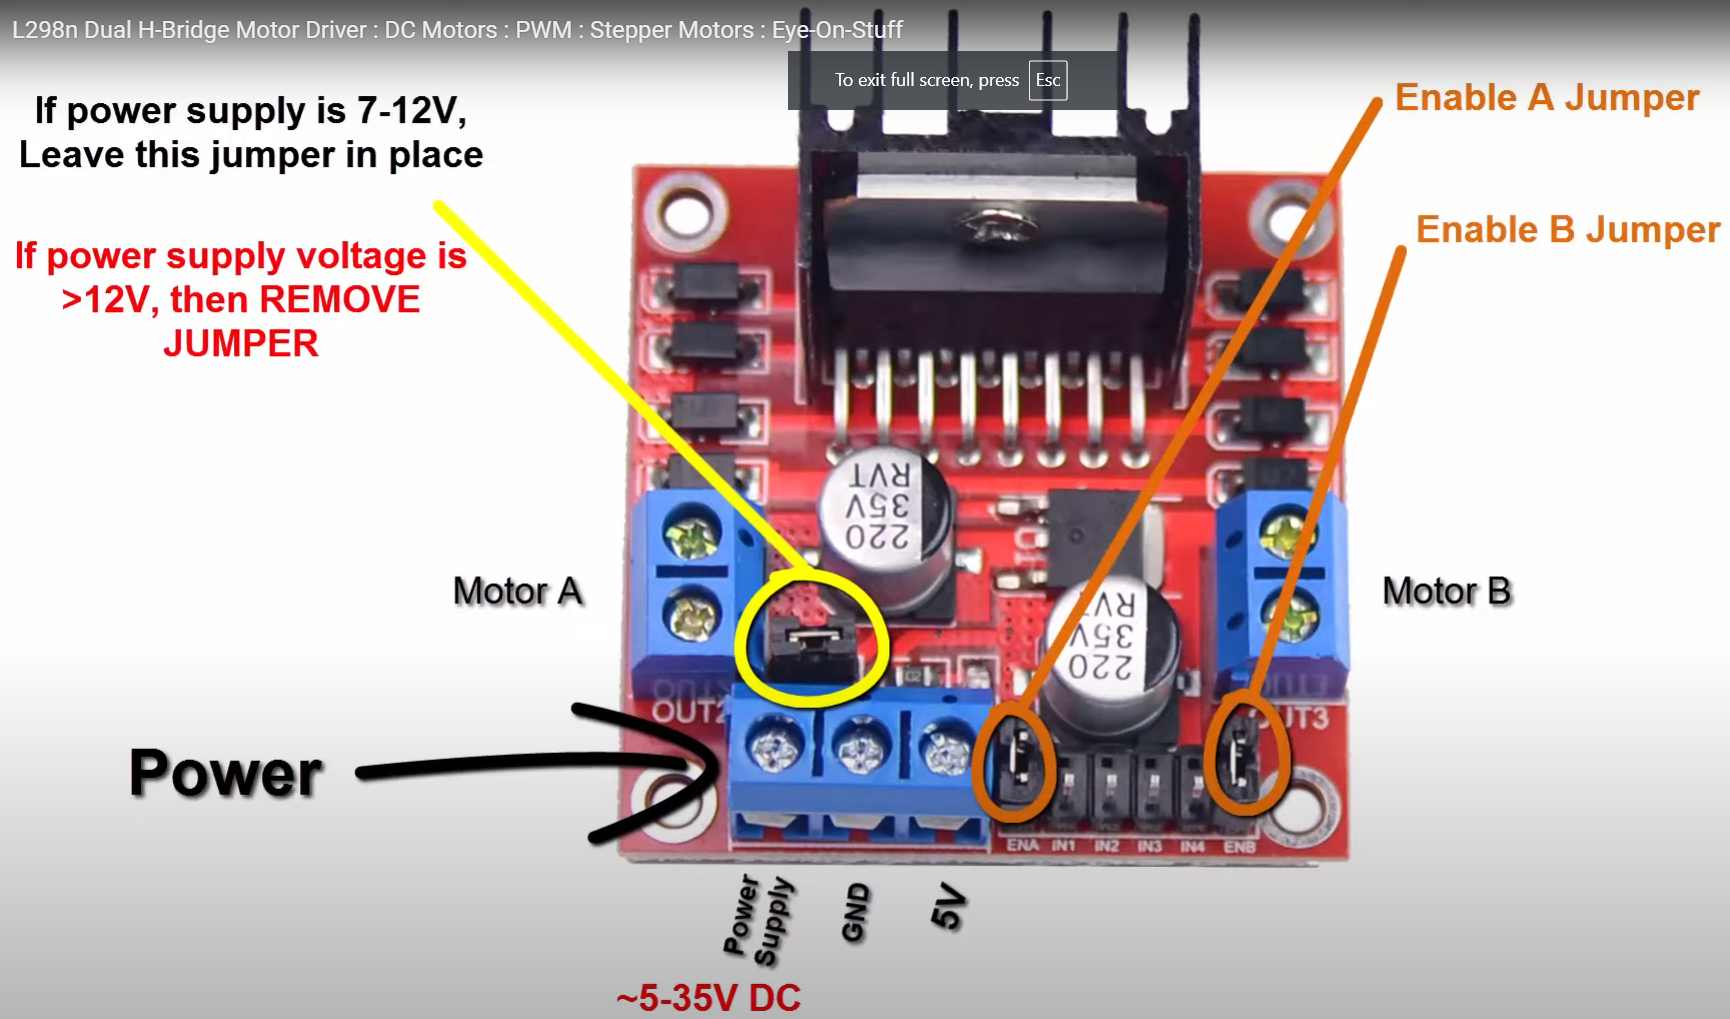 L298n Dual H-Bridge Motor Driver : DC Motors : PWM : Stepper Motors : Eye-On-Stuff
To exit full screen, press Esc
If power supply is 7-12V,
Leave this jumper in place
If power supply voltage is
>12V, then REMOVE
JUMPER
Enable A Jumper
Enable B Jumper
RVT
35V
220
RVT
35V
220
Motor A
Motor B
OUT2
OUT3
Power
ENA IN1 IN2 IN3 IN4 ENB
Power
Supply
GND
5V
~5-35V DC